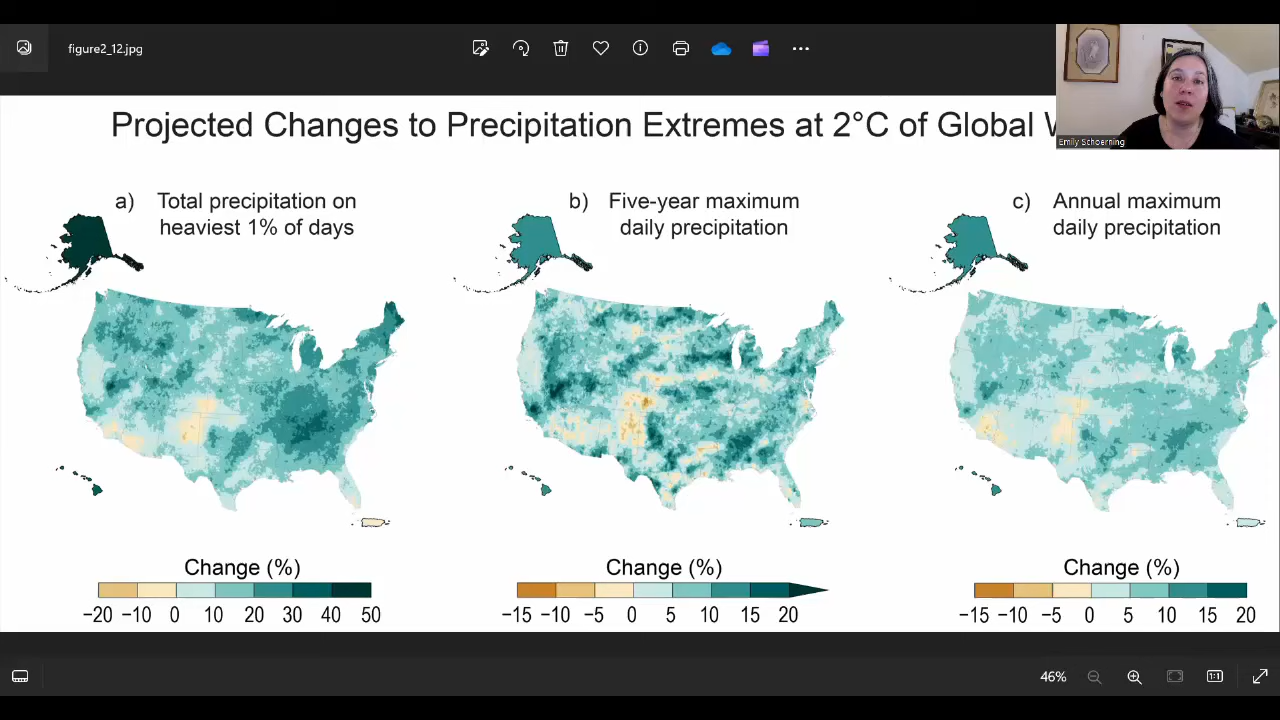 figure2_12.jpg
Emily Schoerning
Projected Changes to Precipitation Extremes at 2°C of Global
a) Total precipitation on
heaviest 1% of days
b) Five-year maximum
daily precipitation
c) Annual maximum
daily precipitation
Change (%)
−20 −10 0 10 20 30 40 50
Change (%)
−15 −10 −5 0 5 10 15 20
Change (%)
−15 −10 −5 0 5 10 15 20
46%
1:1